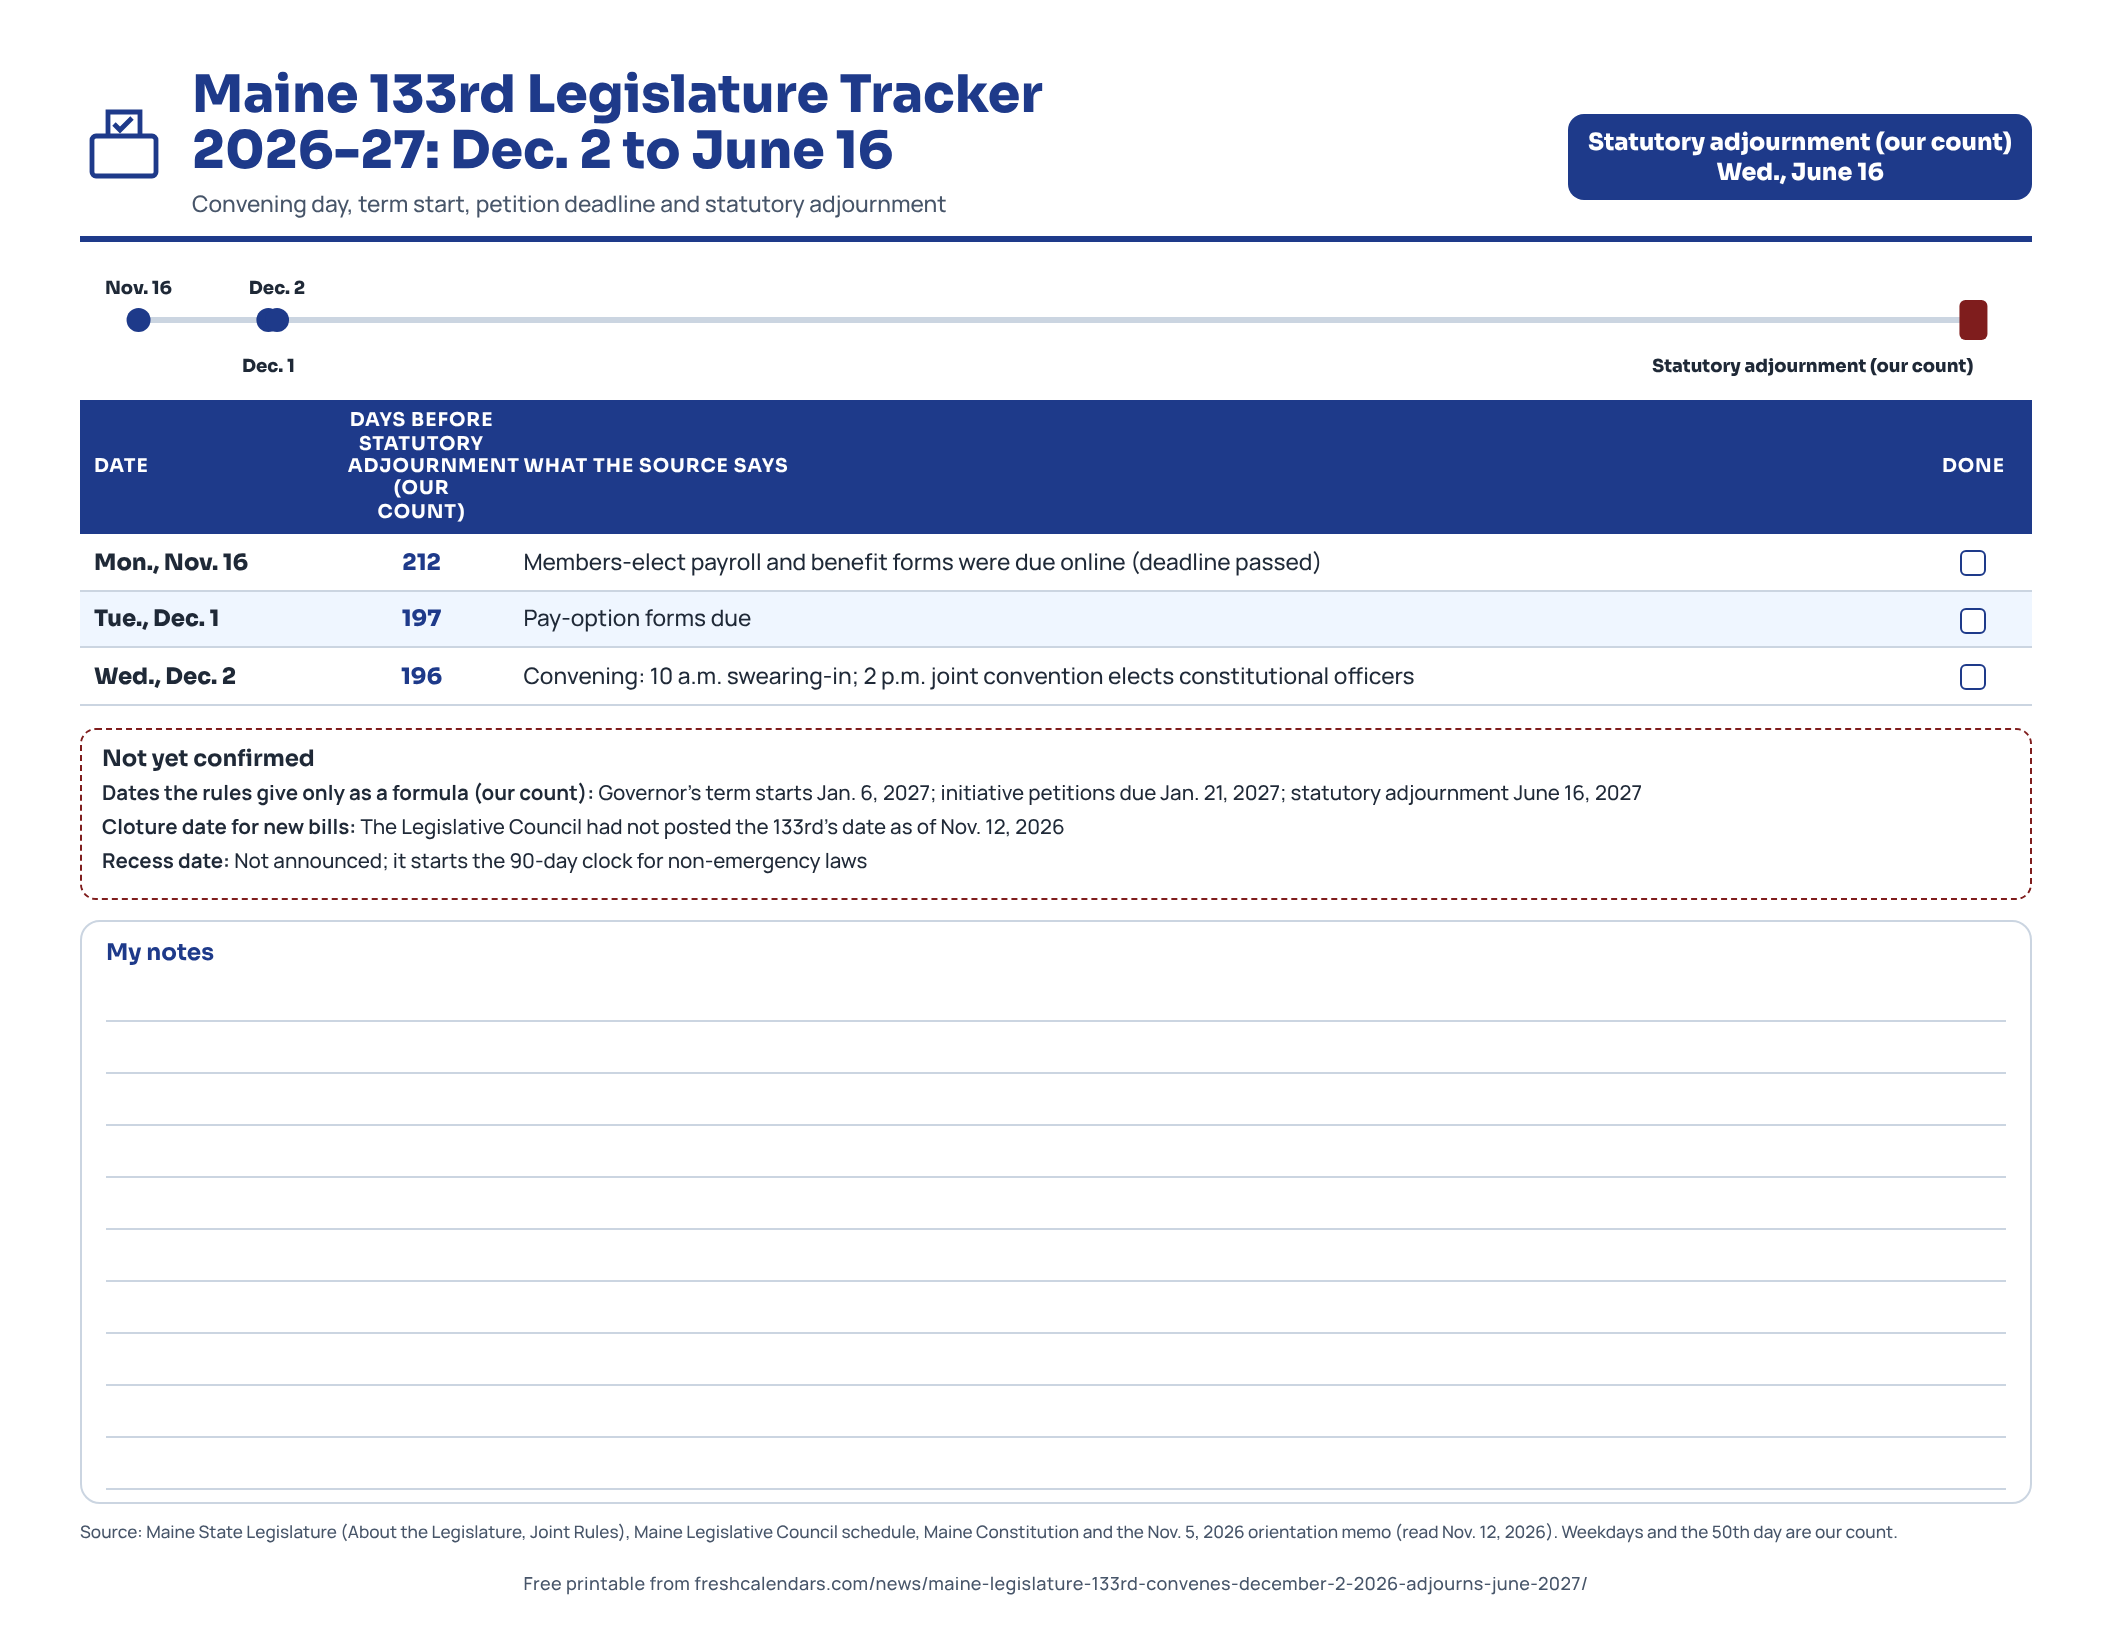 Maine 133rd Legislature Tracker
2026–27: Dec. 2 to June 16
Convening day, term start, petition deadline and statutory adjournment
Statutory adjournment (our count)
Wed., June 16
Nov. 16
Dec. 2
Dec. 1
Statutory adjournment (our count)
DATE
DAYS BEFORE
STATUTORY
ADJOURNMENT
(OUR
COUNT)
WHAT THE SOURCE SAYS
DONE
Mon., Nov. 16 212 Members-elect payroll and benefit forms were due online (deadline passed)
Tue., Dec. 1 197 Pay-option forms due
Wed., Dec. 2 196 Convening: 10 a.m. swearing-in; 2 p.m. joint convention elects constitutional officers
Not yet confirmed
Dates the rules give only as a formula (our count): Governor’s term starts Jan. 6, 2027; initiative petitions due Jan. 21, 2027; statutory adjournment June 16, 2027
Cloture date for new bills: The Legislative Council had not posted the 133rd’s date as of Nov. 12, 2026
Recess date: Not announced; it starts the 90-day clock for non-emergency laws
My notes
Source: Maine State Legislature (About the Legislature, Joint Rules), Maine Legislative Council schedule, Maine Constitution and the Nov. 5, 2026 orientation memo (read Nov. 12, 2026). Weekdays and the 50th day are our count.
Free printable from freshcalendars.com/news/maine-legislature-133rd-convenes-december-2-2026-adjourns-june-2027/